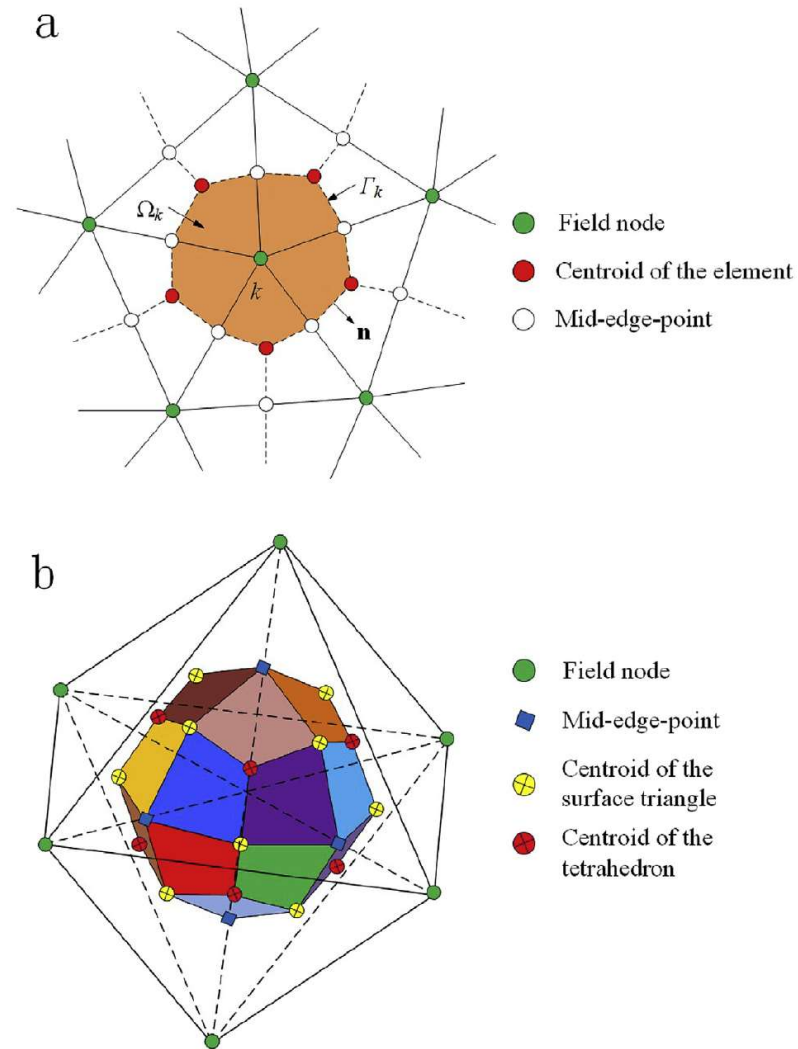 a
Ωk
Γk
k
n
Field node
Centroid of the element
Mid-edge-point
b
Field node
Mid-edge-point
Centroid of the
surface triangle
Centroid of the
tetrahedron